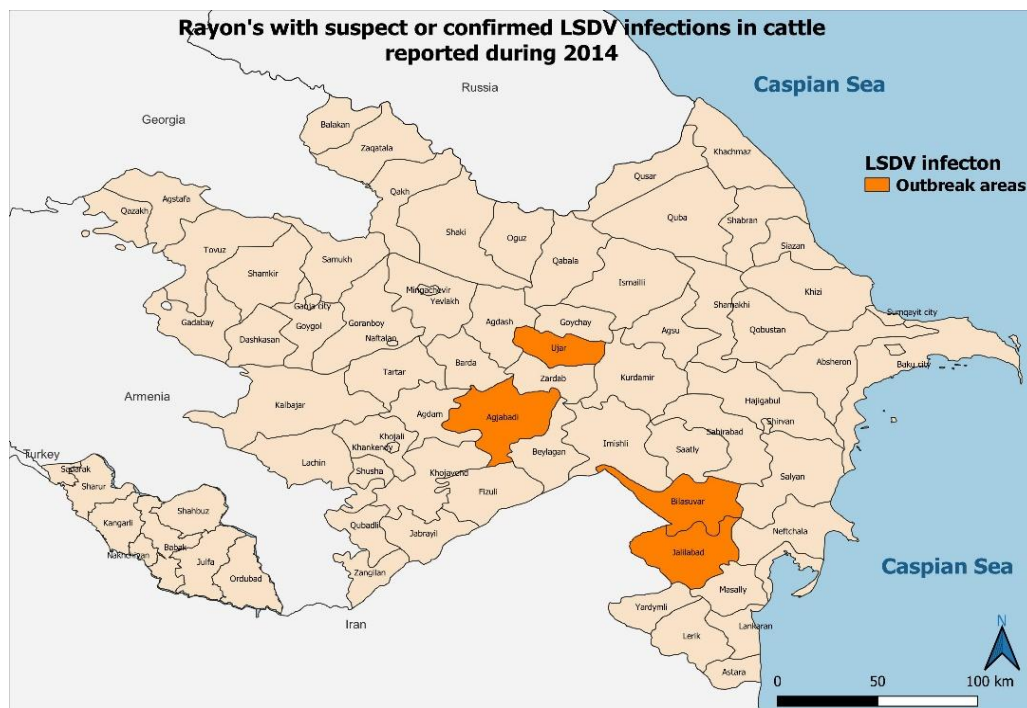 Rayon's with suspect or confirmed LSDV infections in cattle
reported during 2014
Russia
Caspian Sea
Georgia
Balakan
Zaqatala
Khachmaz
LSDV infecton
Outbreak areas
Qusar
Qakh
Agstafa
Qazakh
Quba
Shabran
Shaki
Oguz
Siazan
Tovuz
Samukh
Qabala
Shamkir
Ismailli
Mingachevir
Yevlakh
Khizi
Ganja city
Shamakhi
Sumqayit city
Gadabay
Goygol
Goranboy
Agdash
Goychay
Agsu
Qobustan
Dashkasan
Naftalan
Ujar
Barda
Absheron
Baku city
Tartar
Zardab
Kurdamir
Armenia
Kalbajar
Agdam
Agjabadi
Hajigabul
Shirvan
Khojali
Khankendy
Imishli
Sabirabad
Saatly
Beylagan
Turkey
Lachin
Shusha
Khojavend
Salyan
Sadarak
Sharur
Fizuli
Bilasuvar
Shahbuz
Kangarli
Qubadli
Jabrayil
Neftchala
Nakhchivan
Babak
Julfa
Jalilabad
Caspian Sea
Ordubad
Zangilan
Masally
Yardymli
Iran
Lankaran
N
Lerik
Astara
0 50 100 km